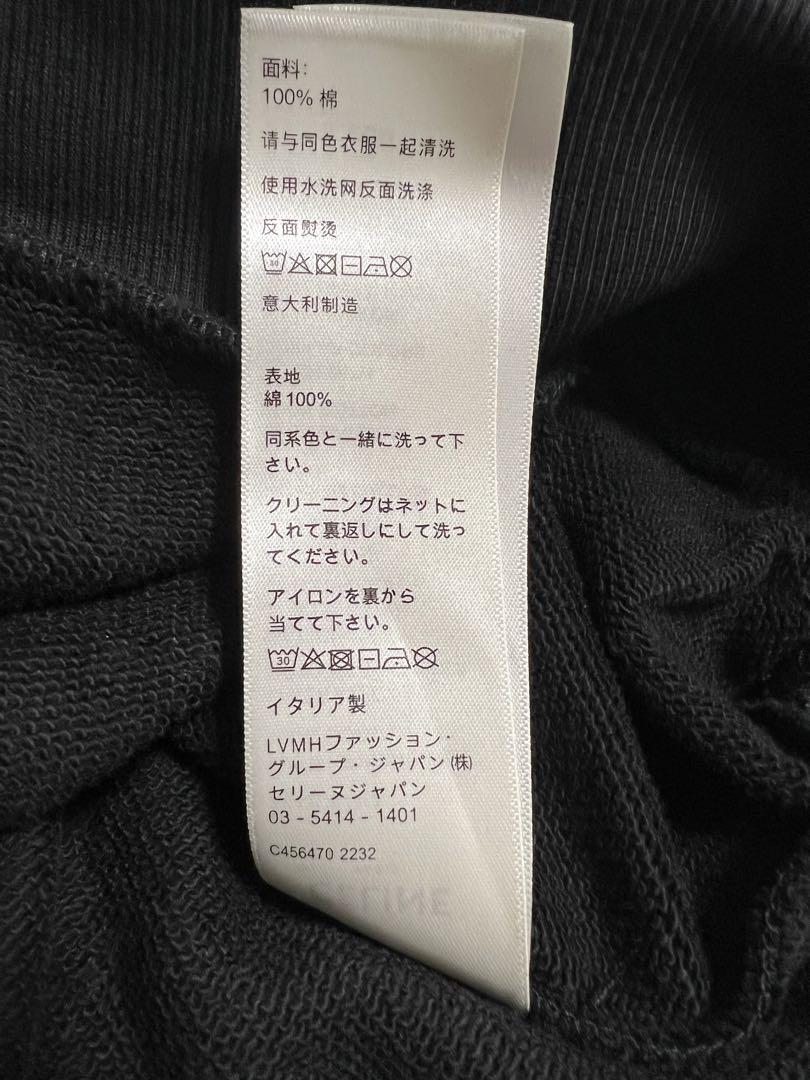 面料:
100% 棉
请与同色衣服一起清洗
使用水洗网反面洗涤
反面熨烫
30
意大利制造
表地
綿100%
同系色と一緒に洗って下
さい。
クリーニングはネットに
入れて裏返しにして洗っ
てください。
アイロンを裏から
当てて下さい。
30
イタリア製
LVMHファッション・
グループ・ジャパン(株)
セリーヌジャパン
03 - 5414 - 1401
C456470 2232
CELINE